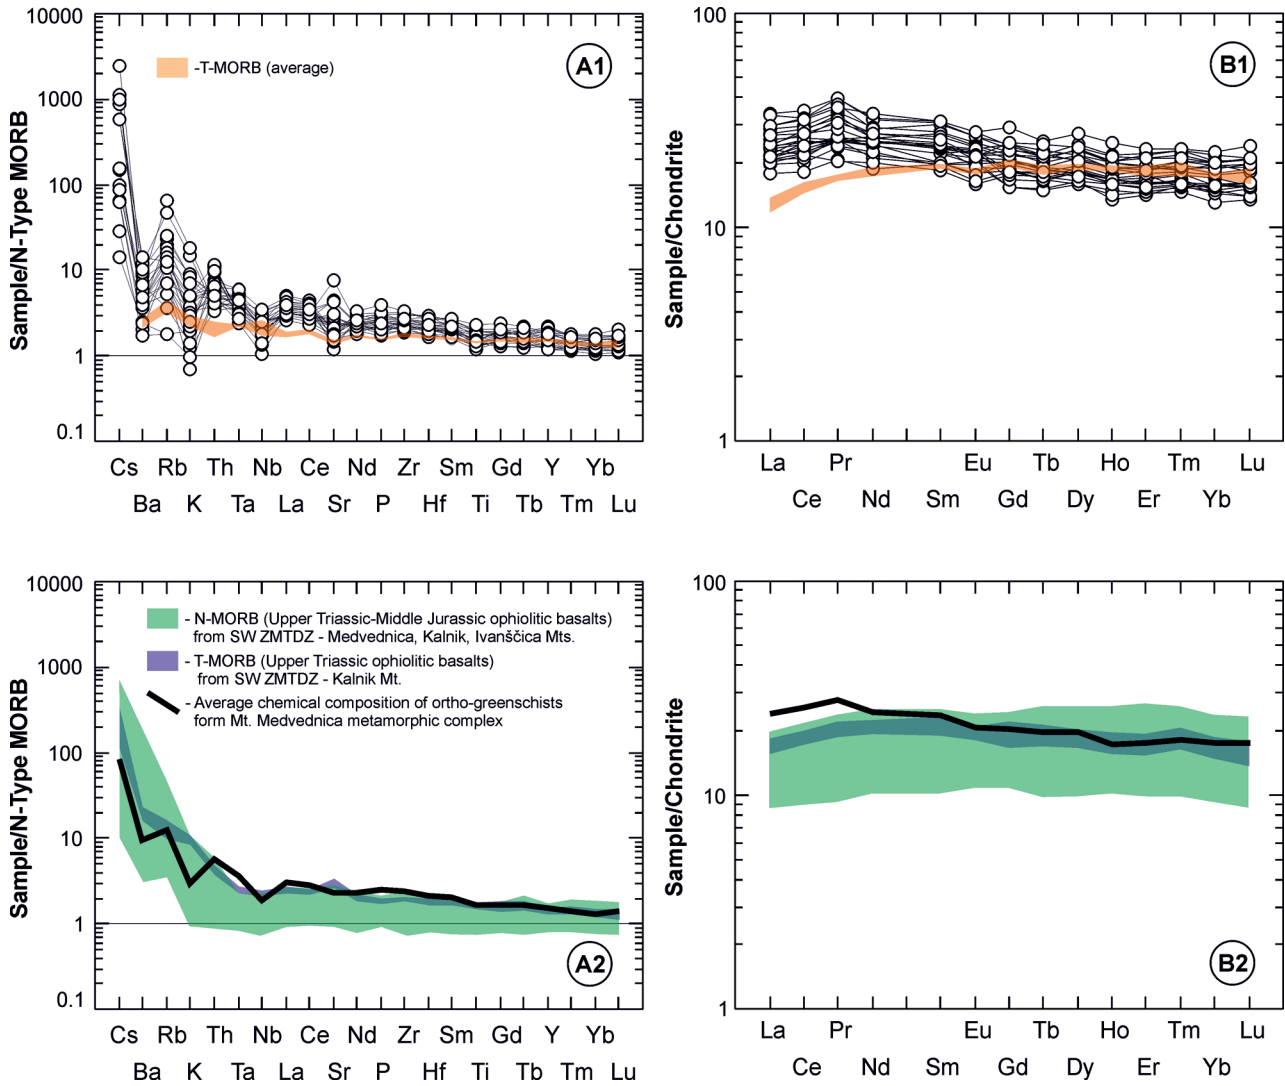 10000
1000
100
10
1
0.1
Sample/N-Type MORB
-T-MORB (average)
A1
Cs Rb Th Nb Ce Nd Zr Sm Gd Y Yb
Ba K Ta La Sr P Hf Ti Tb Tm Lu
100
10
1
Sample/Chondrite
B1
La Pr Eu Tb Ho Tm Lu
Ce Nd Sm Gd Dy Er Yb
10000
1000
100
10
1
0.1
Sample/N-Type MORB
- N-MORB (Upper Triassic-Middle Jurassic ophiolitic basalts)
from SW ZMTDZ - Medvednica, Kalnik, Ivanščica Mts.
- T-MORB (Upper Triassic ophiolitic basalts)
from SW ZMTDZ - Kalnik Mt.
- Average chemical composition of ortho-greenschists
form Mt. Medvednica metamorphic complex
A2
Cs Rb Th Nb Ce Nd Zr Sm Gd Y Yb
Ba K Ta La Sr P Hf Ti Tb Tm Lu
100
10
1
Sample/Chondrite
B2
La Pr Eu Tb Ho Tm Lu
Ce Nd Sm Gd Dy Er Yb